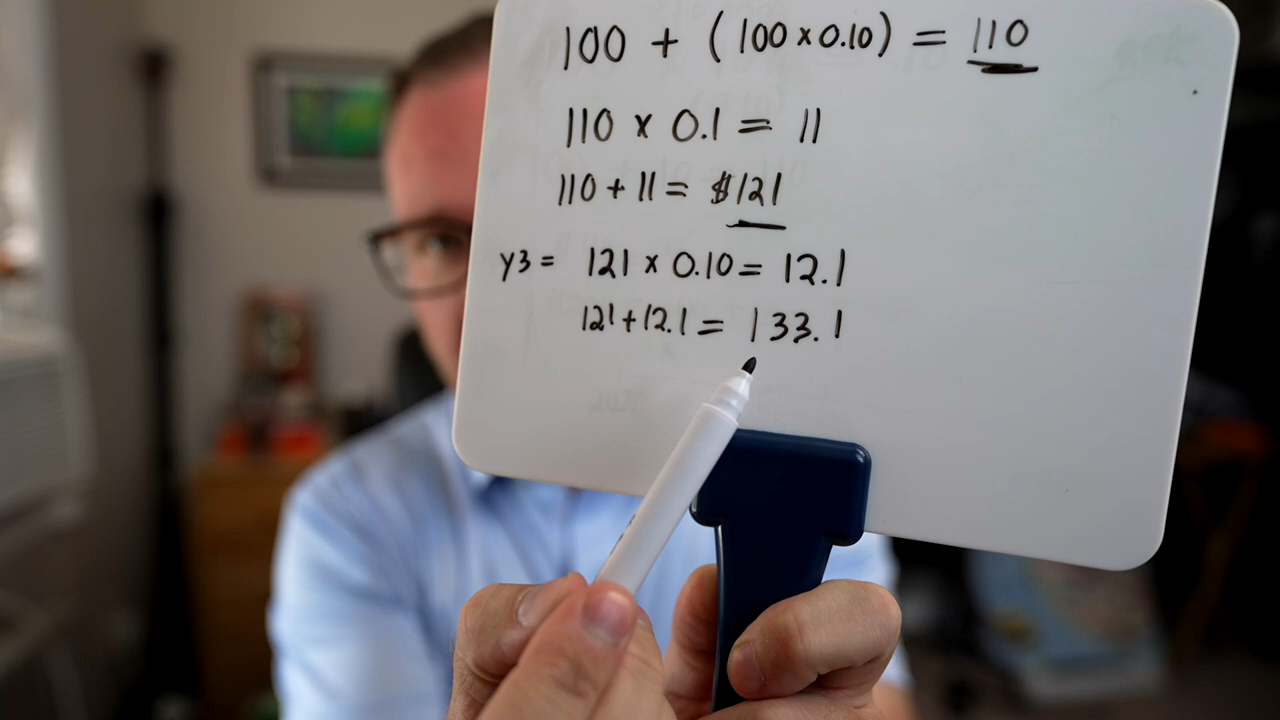 100 + (100 x 0.10) = 110
110 x 0.1 = 11
110 + 11 = $121
y3 = 121 x 0.10 = 12.1
121 + 12.1 = 133.1